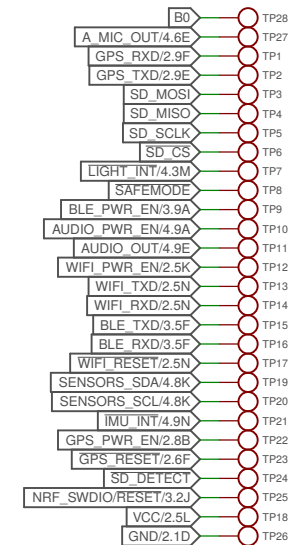 B0 TP28
A_MIC_OUT/4.6E TP27
GPS_RXD/2.9F TP1
GPS_TXD/2.9E TP2
SD_MOSI TP3
SD_MISO TP4
SD_SCLK TP5
SD_CS TP6
LIGHT_INT/4.3M TP7
SAFEMODE TP8
BLE_PWR_EN/3.9A TP9
AUDIO_PWR_EN/4.9A TP10
AUDIO_OUT/4.9E TP11
WIFI_PWR_EN/2.5K TP12
WIFI_TXD/2.5N TP13
WIFI_RXD/2.5N TP14
BLE_TXD/3.5F TP15
BLE_RXD/3.5F TP16
WIFI_RESET/2.5N TP17
SENSORS_SDA/4.8K TP19
SENSORS_SCL/4.8K TP20
IMU_INT/4.9N TP21
GPS_PWR_EN/2.8B TP22
GPS_RESET/2.6F TP23
SD_DETECT TP24
NRF_SWDIO/RESET/3.2J TP25
VCC/2.5L TP18
GND/2.1D TP26